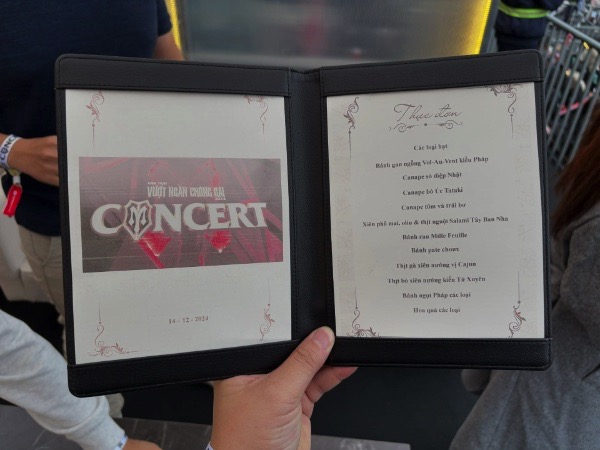 ANH TRAI
VƯỢT NGÀN CHÔNG GAI
2024
CONCERT
14 - 12 - 2024
Thực đơn
Các loại hạt
Bánh gan ngỗng Vol-Au-Vent kiểu Pháp
Canape sò điệp Nhật
Canape bò Úc Tataki
Canape tôm và trái bơ
Xiên phô mai, oliu & thịt nguội Salami Tây Ban Nha
Bánh rau Mille Feuille
Bánh pate choux
Thịt gà xiên nướng vị Cajun
Thịt bò xiên nướng kiểu Tứ Xuyên
Bánh ngọt Pháp các loại
Hoa quả các loại